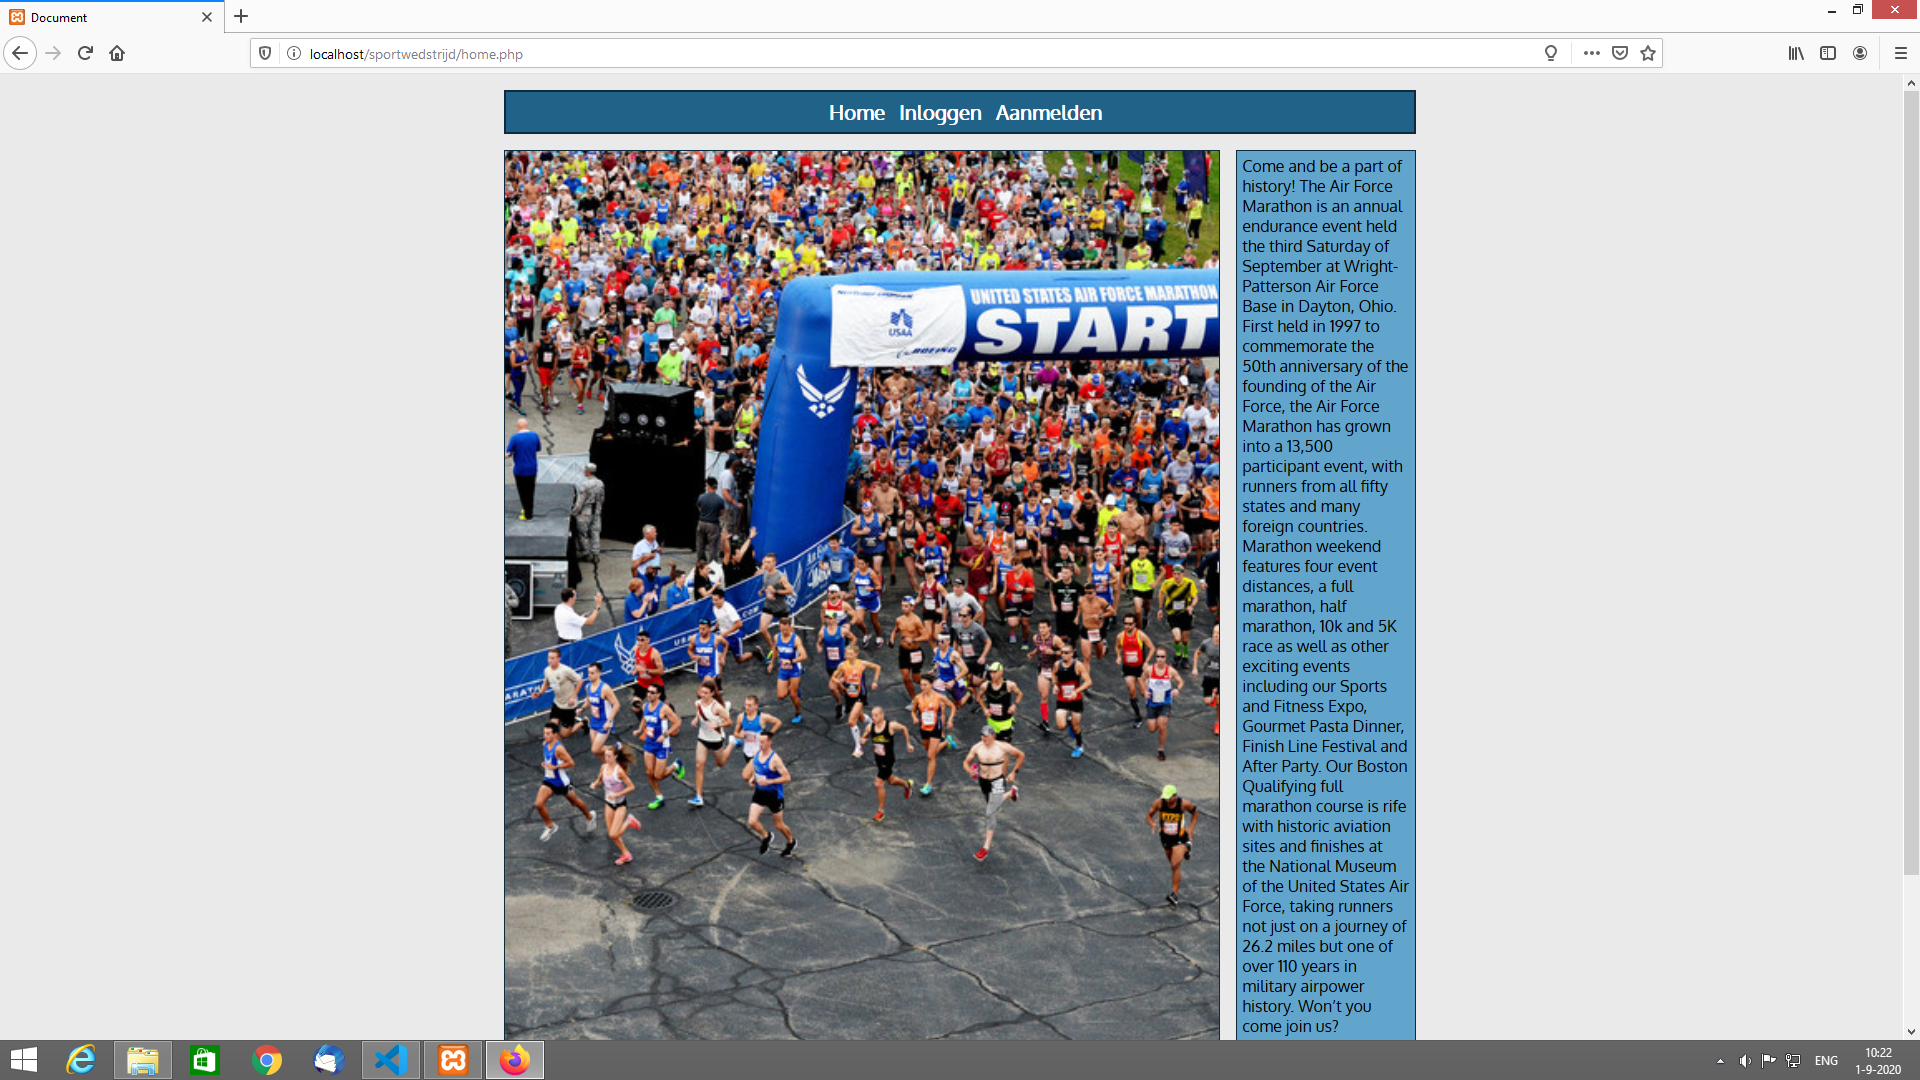 Document
localhost/sportwedstrijd/home.php
Home Inloggen Aanmelden
UNITED STATES AIR FORCE MARATHON
START
USAA
BOEING
Come and be a part of
history! The Air Force
Marathon is an annual
endurance event held
the third Saturday of
September at Wright-
Patterson Air Force
Base in Dayton, Ohio.
First held in 1997 to
commemorate the
50th anniversary of the
founding of the Air
Force, the Air Force
Marathon has grown
into a 13,500
participant event, with
runners from all fifty
states and many
foreign countries.
Marathon weekend
features four event
distances, a full
marathon, half
marathon, 10k and 5K
race as well as other
exciting events
including our Sports
and Fitness Expo,
Gourmet Pasta Dinner,
Finish Line Festival and
After Party. Our Boston
Qualifying full
marathon course is rife
with historic aviation
sites and finishes at
the National Museum
of the United States Air
Force, taking runners
not just on a journey of
26.2 miles but one of
over 110 years in
military airpower
history. Won’t you
come join us?
ENG
10:22
1-9-2020